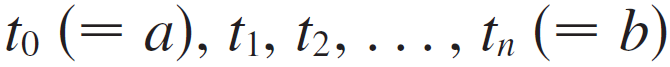 t₀ (= a), t₁, t₂, . . . , tₙ (= b)